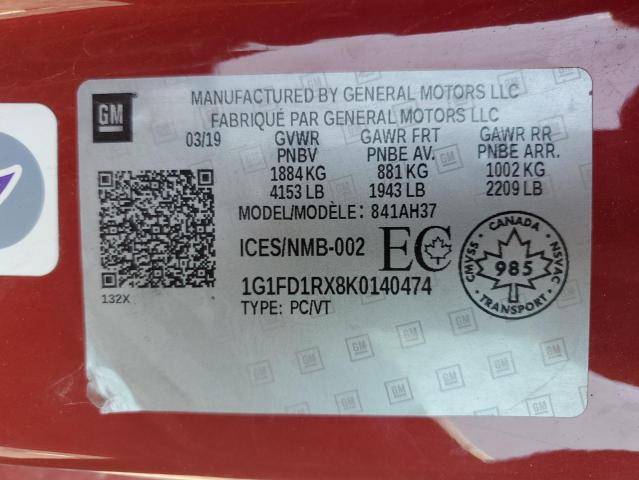 GM
MANUFACTURED BY GENERAL MOTORS LLC
FABRIQUÉ PAR GENERAL MOTORS LLC
03/19 GVWR GAWR FRT GAWR RR
PNBV PNBE AV. PNBE ARR.
1884 KG 881 KG 1002 KG
4153 LB 1943 LB 2209 LB
MODEL/MODÈLE: 841AH37
ICES/NMB-002 EC
1G1FD1RX8K0140474
TYPE: PC/VT
132X
CANADA
CMVSS 985 NSVAC
TRANSPORT